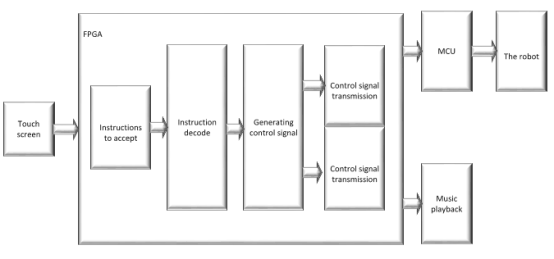 FPGA
Touch
screen
Instructions
to accept
Instruction
decode
Generating
control signal
Control signal
transmission
Control signal
transmission
MCU
The robot
Music
playback